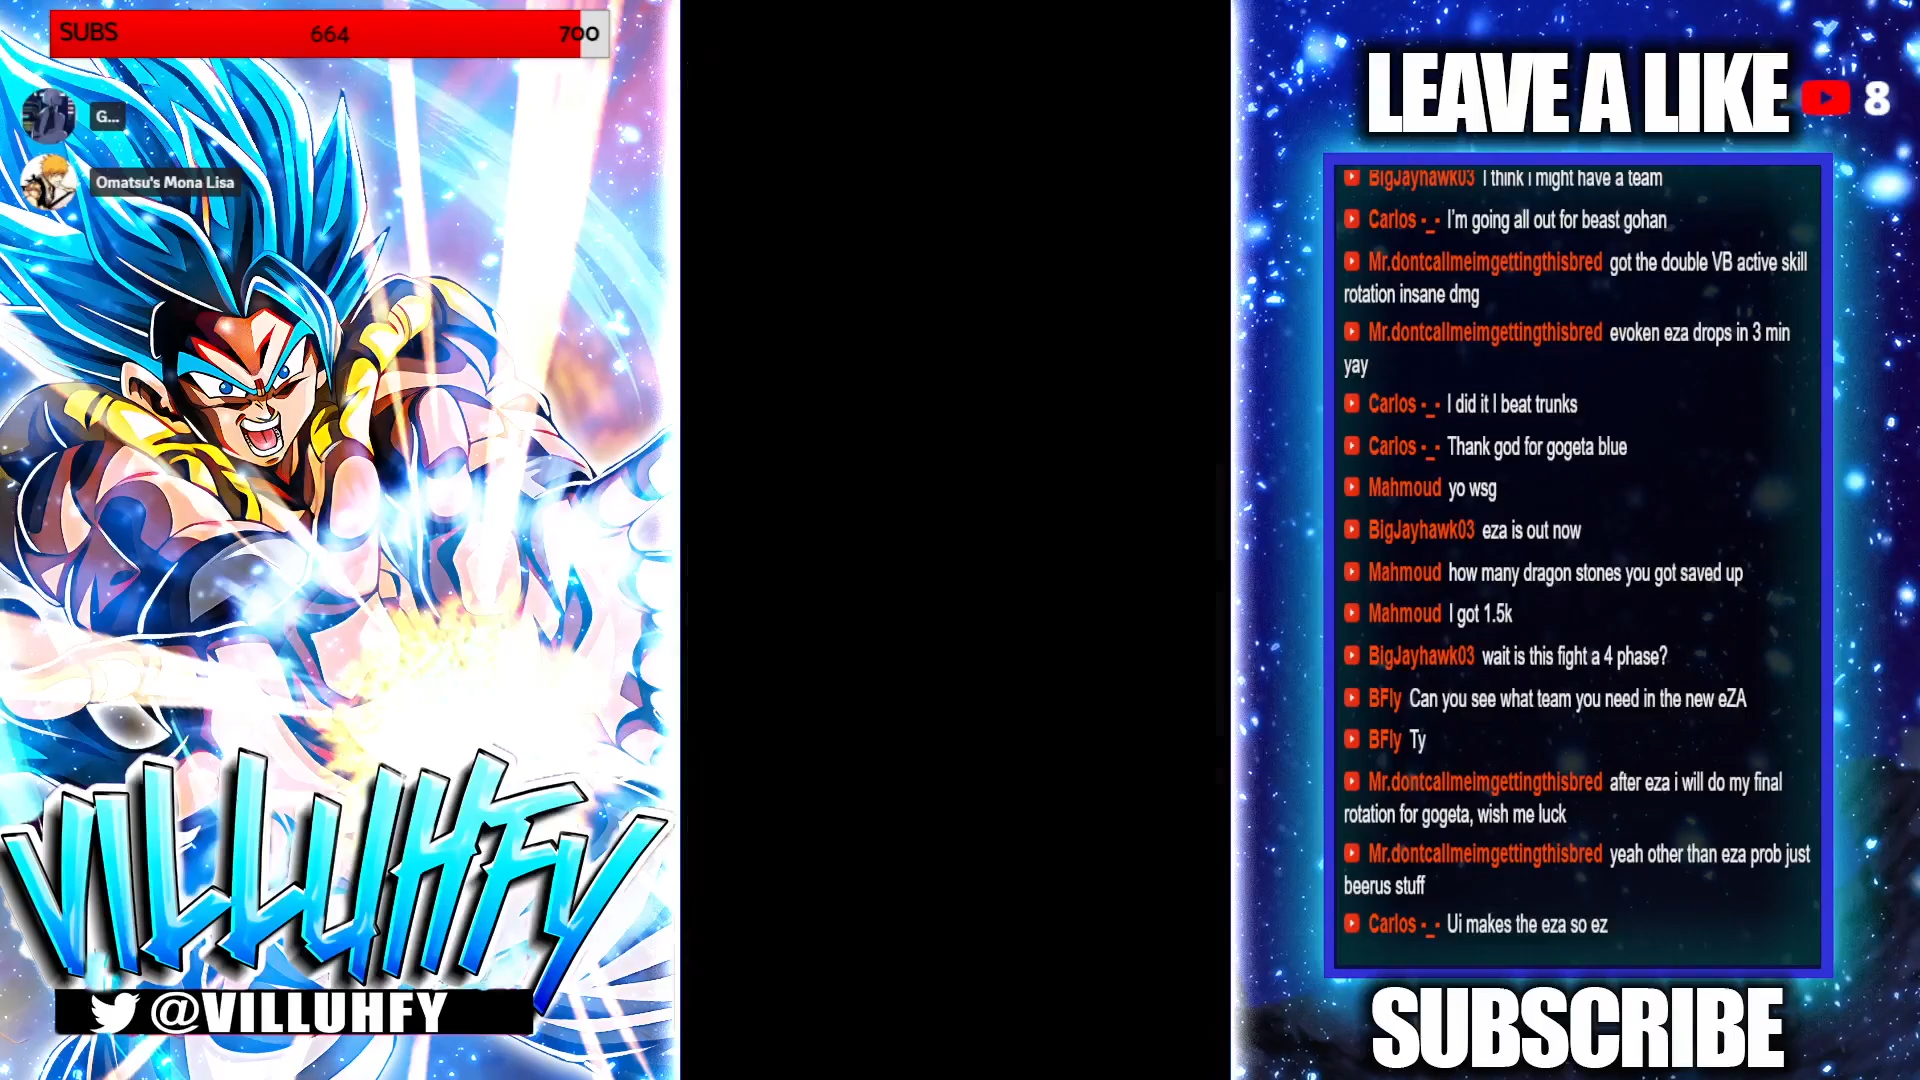 SUBS 664 700
G...
Omatsu's Mona Lisa
VILLUHFY
@VILLUHFY
LEAVE A LIKE 8
BigJayhawk03 I think i might have a team
Carlos -_- I'm going all out for beast gohan
Mr.dontcallmeimgettingthisbred got the double VB active skill
rotation insane dmg
Mr.dontcallmeimgettingthisbred evoken eza drops in 3 min
yay
Carlos -_- I did it I beat trunks
Carlos -_- Thank god for gogeta blue
Mahmoud yo wsg
BigJayhawk03 eza is out now
Mahmoud how many dragon stones you got saved up
Mahmoud I got 1.5k
BigJayhawk03 wait is this fight a 4 phase?
BFly Can you see what team you need in the new eZA
BFly Ty
Mr.dontcallmeimgettingthisbred after eza i will do my final
rotation for gogeta, wish me luck
Mr.dontcallmeimgettingthisbred yeah other than eza prob just
beerus stuff
Carlos -_- Ui makes the eza so ez
SUBSCRIBE